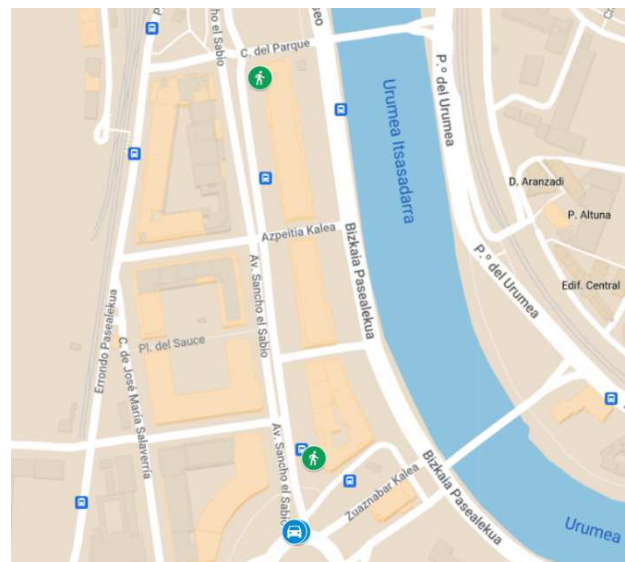 Sancho el Sabio
C. del Parque
Urumea Itsasadarra
P.º del Urumea
D. Aranzadi
P. Altuna
Azpeitia Kalea
Bizkaia Pasealekua
P.º del Urumea
Edif. Central
Av. Sancho el Sabio
Errondo Pasealekua
Pl. del Sauce
C. de José María Salaverría
Av. Sancho el Sabio
Zuaznabar Kalea
Bizkaia Pasealekua
Urumea